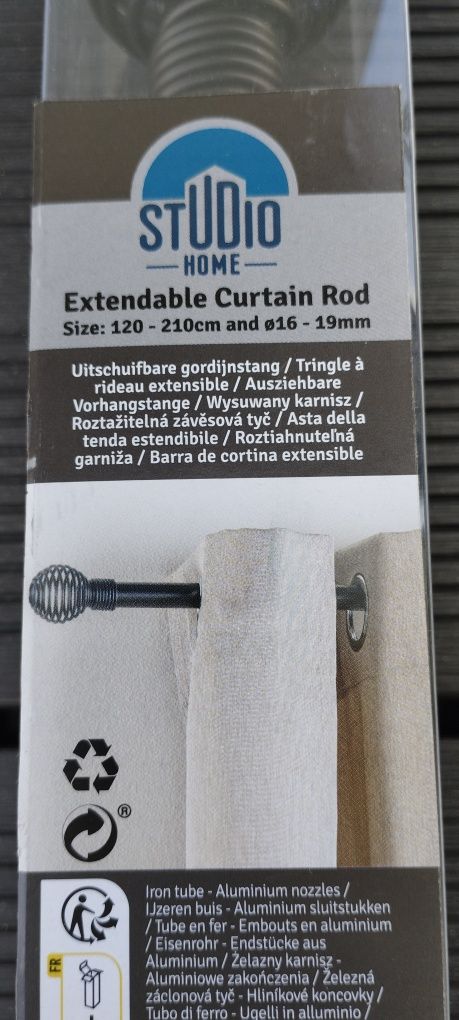 STUDIO
HOME
Extendable Curtain Rod
Size: 120 - 210cm and ø16 - 19mm
Uitschuifbare gordijnstang / Tringle à
rideau extensible / Ausziehbare
Vorhangstange / Wysuwany karnisz /
Roztažitelná závěsová tyč / Asta della
tenda estendibile / Roztiahnuteľná
garniža / Barra de cortina extensible
®
FR
Iron tube - Aluminium nozzles /
IJzeren buis - Aluminium sluitstukken
/ Tube en fer - Embouts en aluminium
/ Eisenrohr - Endstücke aus
Aluminium / Żelazny karnisz -
Aluminiowe zakończenia / Železná
záclonová tyč - Hliníkové koncovky /
Tubo di ferro - Ugelli in alluminio /